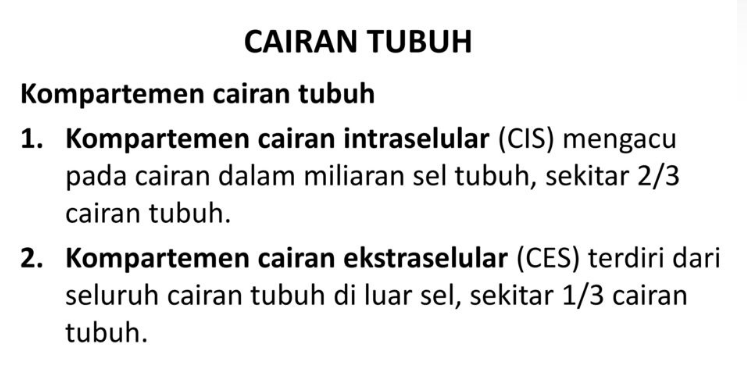 CAIRAN TUBUH
Kompartemen cairan tubuh
1. Kompartemen cairan intraselular (CIS) mengacu
pada cairan dalam miliaran sel tubuh, sekitar 2/3
cairan tubuh.
2. Kompartemen cairan ekstraselular (CES) terdiri dari
seluruh cairan tubuh di luar sel, sekitar 1/3 cairan
tubuh.